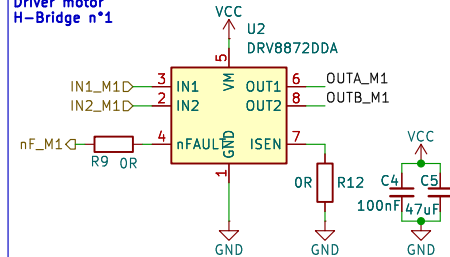 Driver motor
H-Bridge n°1
VCC
U2
DRV8872DDA
5
VM
IN1_M1 3 IN1 OUT1 6 OUTA_M1
IN2_M1 2 IN2 OUT2 8 OUTB_M1
nF_M1 R9 0R 4 nFAULT GND ISEN 7
1
0R R12
VCC
C4 C5
100nF 47uF
GND GND GND